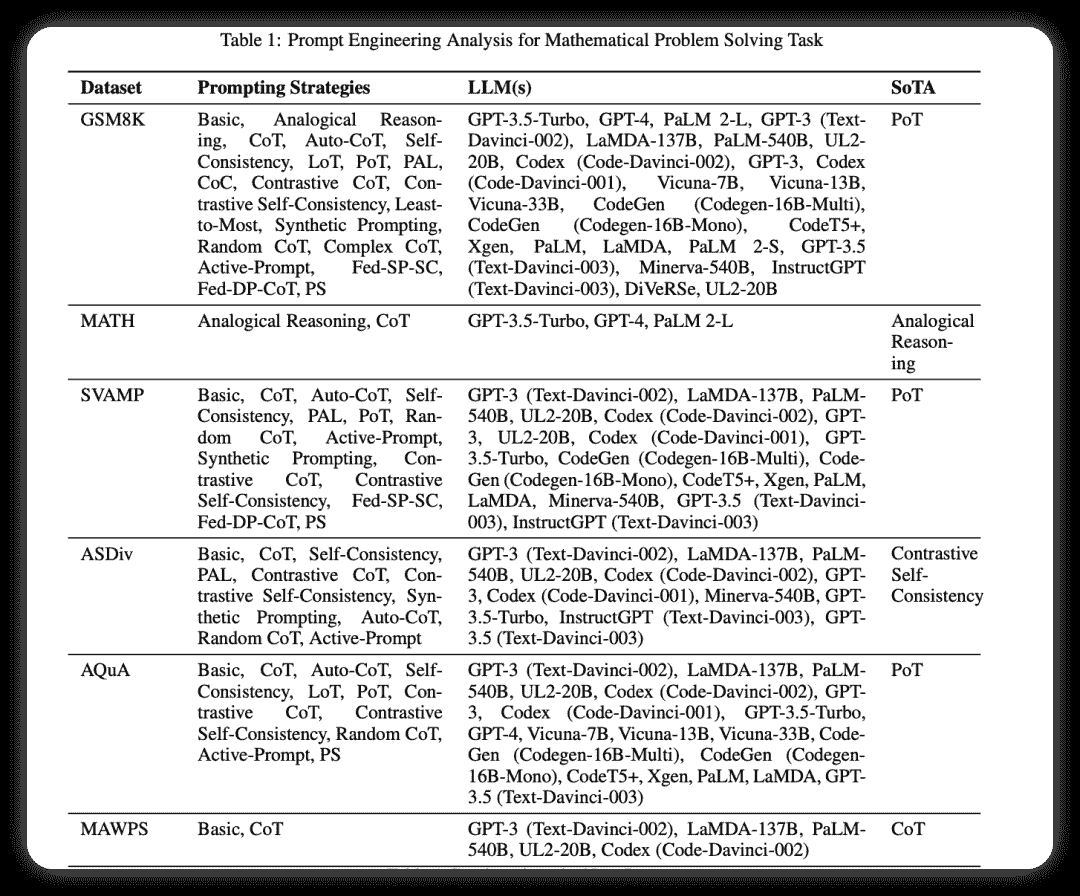 Table 1: Prompt Engineering Analysis for Mathematical Problem Solving Task
Dataset Prompting Strategies LLM(s) SoTA
GSM8K Basic, Analogical Reason- GPT-3.5-Turbo, GPT-4, PaLM 2-L, GPT-3 (Text- PoT
ing, CoT, Auto-CoT, Self- Davinci-002), LaMDA-137B, PaLM-540B, UL2-
Consistency, LoT, PoT, PAL, 20B, Codex (Code-Davinci-002), GPT-3, Codex
CoC, Contrastive CoT, Con- (Code-Davinci-001), Vicuna-7B, Vicuna-13B,
trastive Self-Consistency, Least- Vicuna-33B, CodeGen (Codegen-16B-Multi),
to-Most, Synthetic Prompting, CodeGen (Codegen-16B-Mono), CodeT5+,
Random CoT, Complex CoT, Xgen, PaLM, LaMDA, PaLM 2-S, GPT-3.5
Active-Prompt, Fed-SP-SC, (Text-Davinci-003), Minerva-540B, InstructGPT
Fed-DP-CoT, PS (Text-Davinci-003), DiVeRSe, UL2-20B
MATH Analogical Reasoning, CoT GPT-3.5-Turbo, GPT-4, PaLM 2-L Analogical
Reason-
ing
SVAMP Basic, CoT, Auto-CoT, Self- GPT-3 (Text-Davinci-002), LaMDA-137B, PaLM- PoT
Consistency, PAL, PoT, Ran- 540B, UL2-20B, Codex (Code-Davinci-002), GPT-
dom CoT, Active-Prompt, 3, UL2-20B, Codex (Code-Davinci-001), GPT-
Synthetic Prompting, Con- 3.5-Turbo, CodeGen (Codegen-16B-Multi), Code-
trastive CoT, Contrastive Gen (Codegen-16B-Mono), CodeT5+, Xgen, PaLM,
Self-Consistency, Fed-SP-SC, LaMDA, Minerva-540B, GPT-3.5 (Text-Davinci-
Fed-DP-CoT, PS 003), InstructGPT (Text-Davinci-003)
ASDiv Basic, CoT, Self-Consistency, GPT-3 (Text-Davinci-002), LaMDA-137B, PaLM- Contrastive
PAL, Contrastive CoT, Con- 540B, UL2-20B, Codex (Code-Davinci-002), GPT- Self-
trastive Self-Consistency, Syn- 3, Codex (Code-Davinci-001), Minerva-540B, GPT- Consistency
thetic Prompting, Auto-CoT, 3.5-Turbo, InstructGPT (Text-Davinci-003), GPT-
Random CoT, Active-Prompt 3.5 (Text-Davinci-003)
AQuA Basic, CoT, Auto-CoT, Self- GPT-3 (Text-Davinci-002), LaMDA-137B, PaLM- PoT
Consistency, LoT, PoT, Con- 540B, UL2-20B, Codex (Code-Davinci-002), GPT-
trastive CoT, Contrastive 3, Codex (Code-Davinci-001), GPT-3.5-Turbo,
Self-Consistency, Random CoT, GPT-4, Vicuna-7B, Vicuna-13B, Vicuna-33B, Code-
Active-Prompt, PS Gen (Codegen-16B-Multi), CodeGen (Codegen-
16B-Mono), CodeT5+, Xgen, PaLM, LaMDA, GPT-
3.5 (Text-Davinci-003)
MAWPS Basic, CoT GPT-3 (Text-Davinci-002), LaMDA-137B, PaLM- CoT
540B, UL2-20B, Codex (Code-Davinci-002)